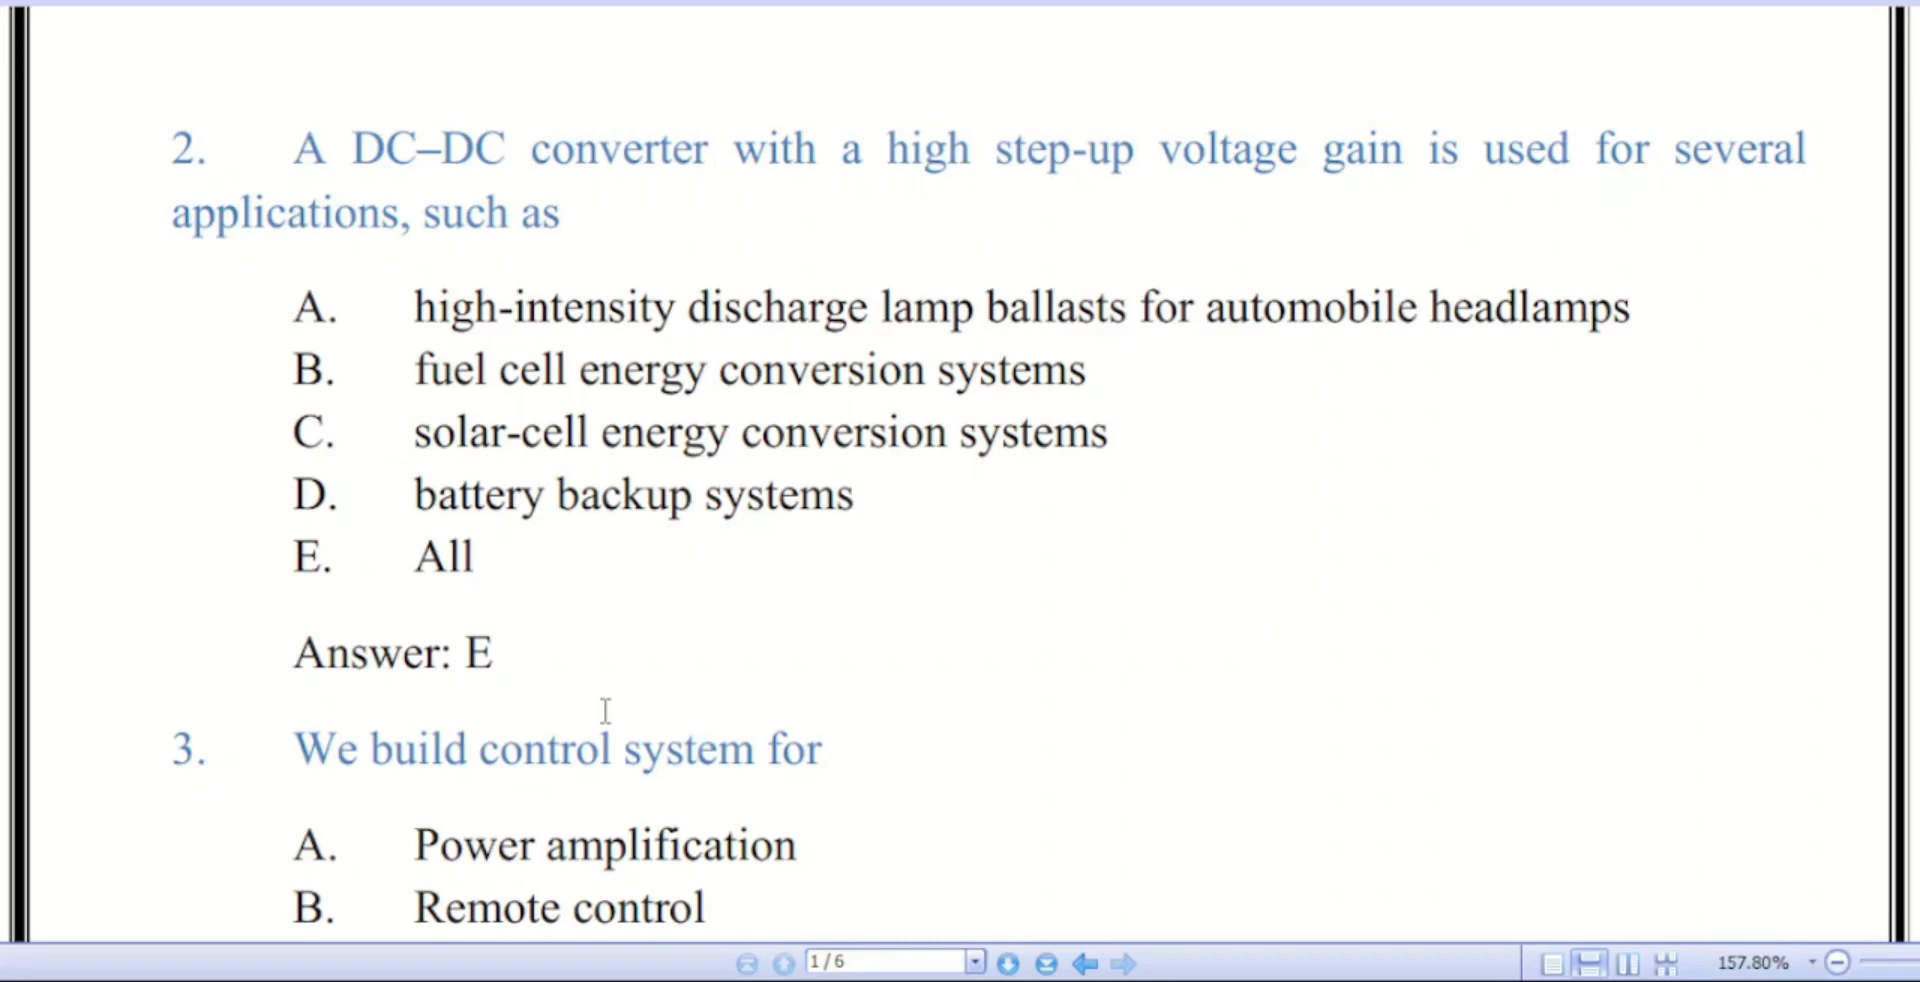 2. A DC–DC converter with a high step-up voltage gain is used for several
applications, such as
A. high-intensity discharge lamp ballasts for automobile headlamps
B. fuel cell energy conversion systems
C. solar-cell energy conversion systems
D. battery backup systems
E. All
Answer: E
3. We build control system for
A. Power amplification
B. Remote control
1/6
157.80%